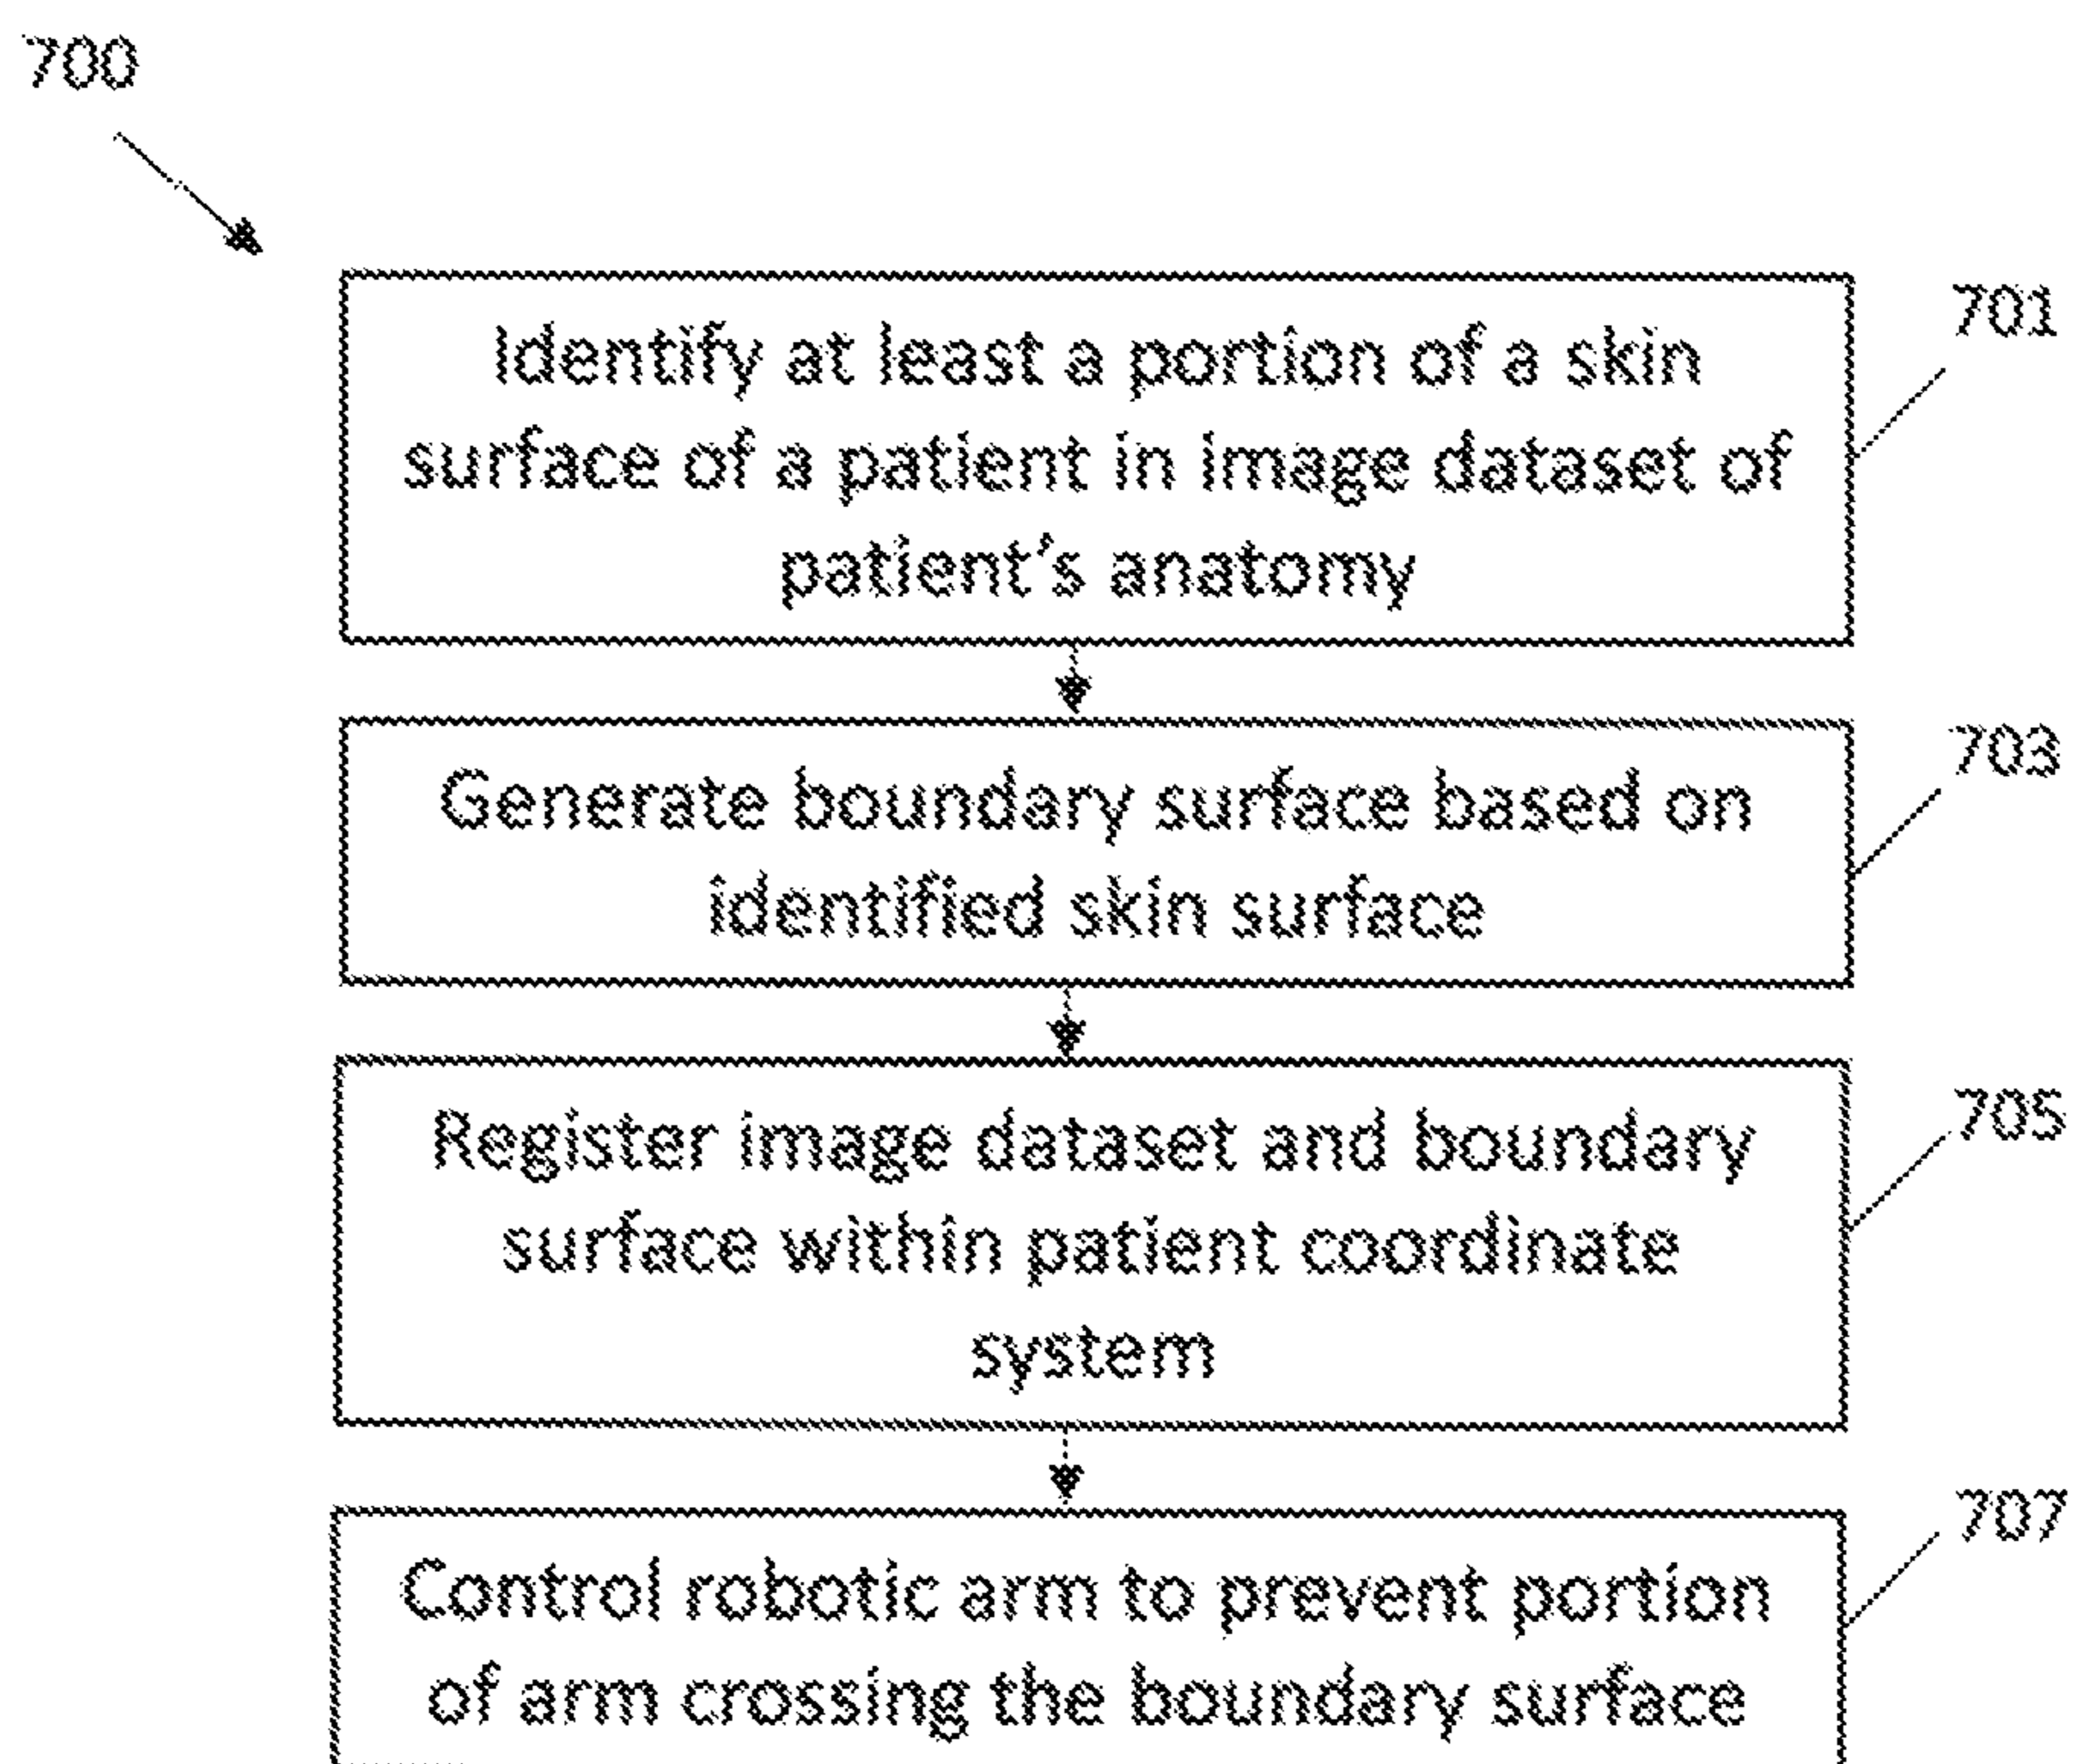 700
701
Identify at least a portion of a skin
surface of a patient in image dataset of
patient's anatomy
703
Generate boundary surface based on
identified skin surface
705
Register image dataset and boundary
surface within patient coordinate
system
707
Control robotic arm to prevent portion
of arm crossing the boundary surface